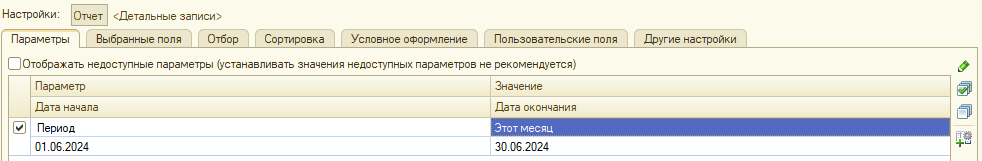 Настройки: Отчет <Детальные записи>
Параметры Выбранные поля Отбор Сортировка Условное оформление Пользовательские поля Другие настройки
Отображать недоступные параметры (устанавливать значения недоступных параметров не рекомендуется)
Параметр Значение
Дата начала Дата окончания
Период Этот месяц
01.06.2024 30.06.2024